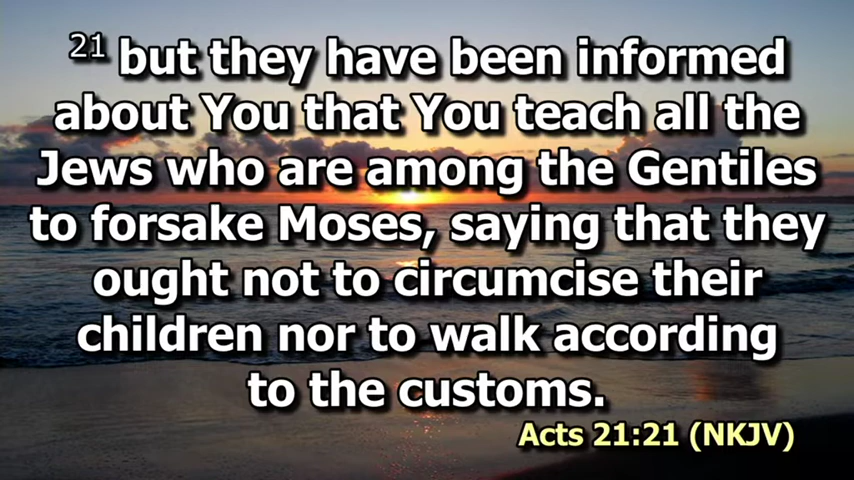 21 but they have been informed
about You that You teach all the
Jews who are among the Gentiles
to forsake Moses, saying that they
ought not to circumcise their
children nor to walk according
to the customs.
Acts 21:21 (NKJV)